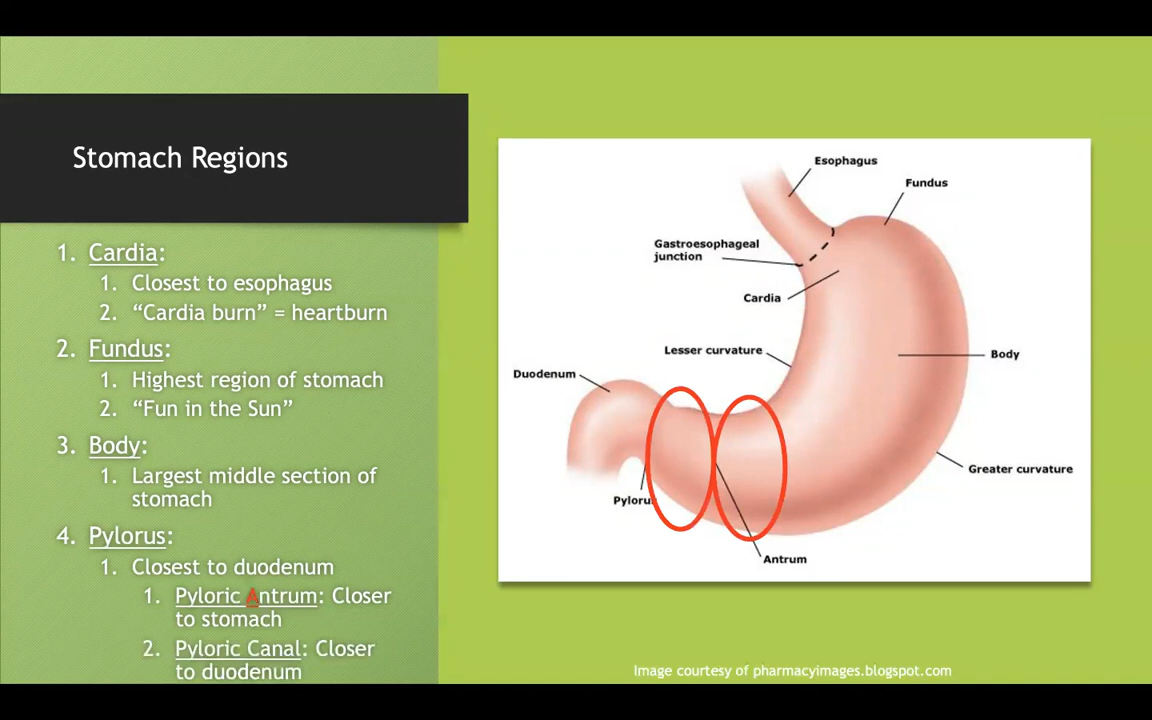 Stomach Regions
1. Cardia:
1. Closest to esophagus
2. “Cardia burn” = heartburn
2. Fundus:
1. Highest region of stomach
2. “Fun in the Sun”
3. Body:
1. Largest middle section of
stomach
4. Pylorus:
1. Closest to duodenum
1. Pyloric Antrum: Closer
to stomach
2. Pyloric Canal: Closer
to duodenum
Esophagus
Fundus
Gastroesophageal
junction
Cardia
Lesser curvature
Body
Duodenum
Greater curvature
Pylorus
Antrum
Image courtesy of pharmacyimages.blogspot.com